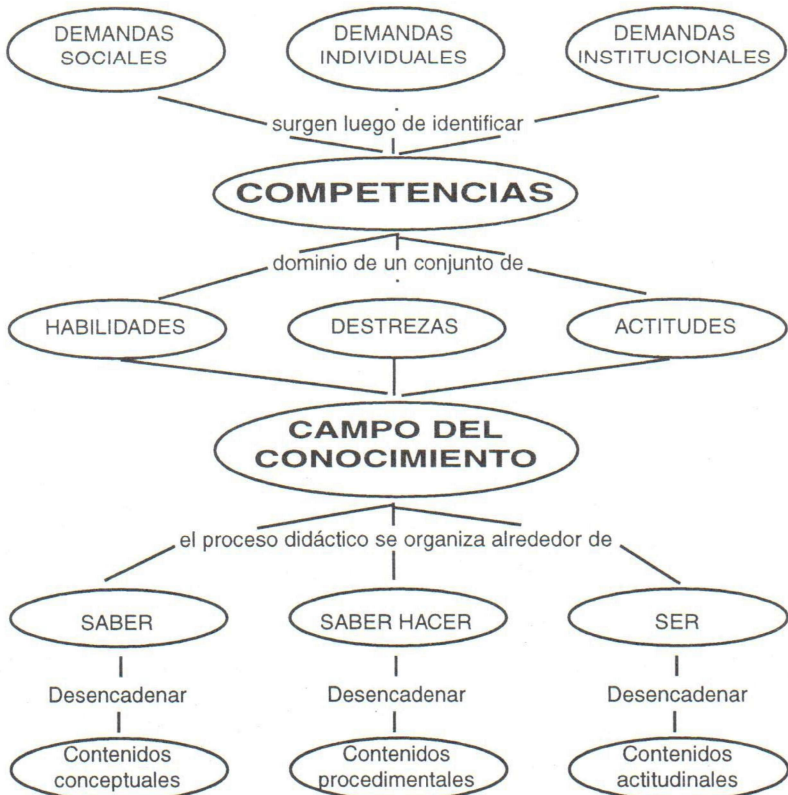 DEMANDAS
SOCIALES
DEMANDAS
INDIVIDUALES
DEMANDAS
INSTITUCIONALES
surgen luego de identificar
COMPETENCIAS
dominio de un conjunto de
HABILIDADES
DESTREZAS
ACTITUDES
CAMPO DEL
CONOCIMIENTO
el proceso didáctico se organiza alrededor de
SABER
SABER HACER
SER
Desencadenar
Desencadenar
Desencadenar
Contenidos
conceptuales
Contenidos
procedimentales
Contenidos
actitudinales